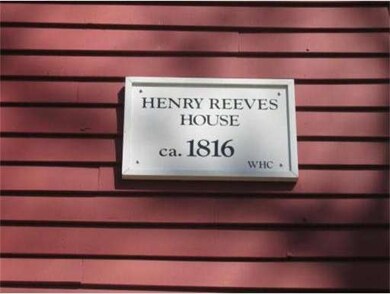 HENRY REEVES
HOUSE
ca. 1816
WHC